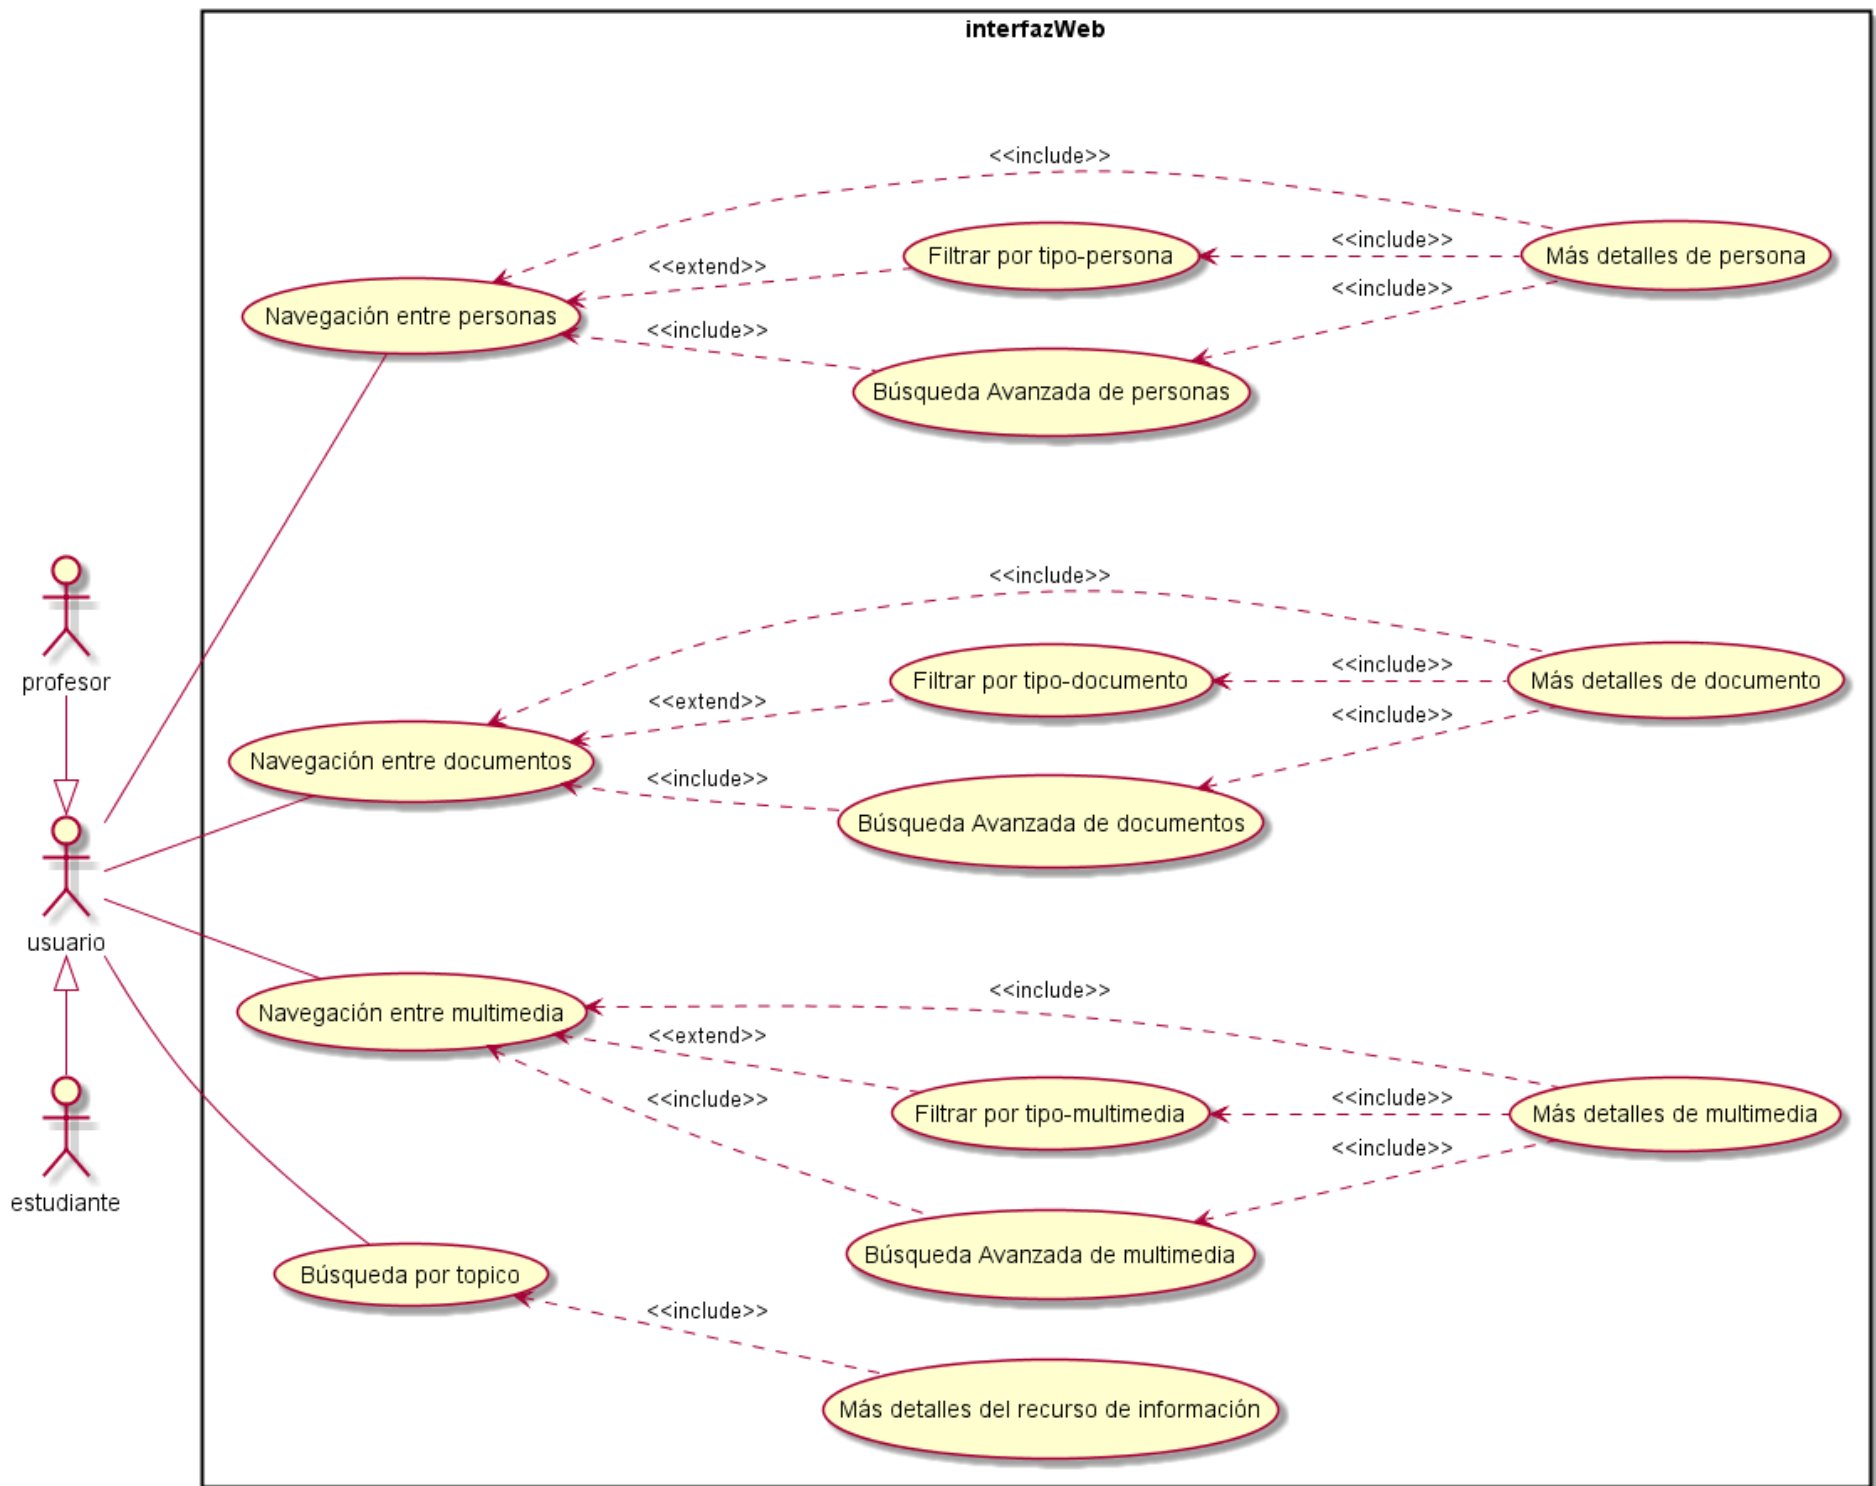 interfazWeb
<<include>>
Filtrar por tipo-persona
<<include>>
Más detalles de persona
<<extend>>
<<include>>
Navegación entre personas
<<include>>
Búsqueda Avanzada de personas
<<include>>
profesor
Filtrar por tipo-documento
<<include>>
Más detalles de documento
<<extend>>
<<include>>
Navegación entre documentos
<<include>>
Búsqueda Avanzada de documentos
usuario
<<include>>
Navegación entre multimedia
<<extend>>
<<include>>
Filtrar por tipo-multimedia
<<include>>
Más detalles de multimedia
<<include>>
estudiante
Búsqueda Avanzada de multimedia
Búsqueda por topico
<<include>>
Más detalles del recurso de información